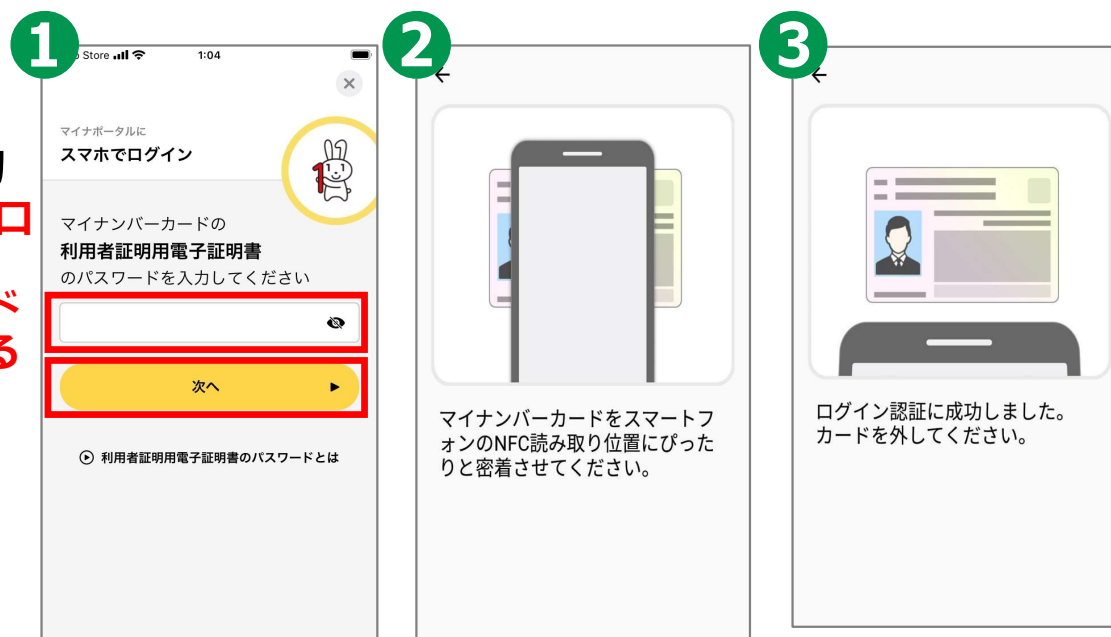 1
Store
1:04
マイナポータルに
スマホでログイン
1
マイナンバーカードの
利用者証明用電子証明書
のパスワードを入力してください
次へ
利用者証明用電子証明書のパスワードとは
ロ
ド
る
2
マイナンバーカードをスマートフ
ォンのNFC読み取り位置にぴった
りと密着させてください。
3
ログイン認証に成功しました。
カードを外してください。